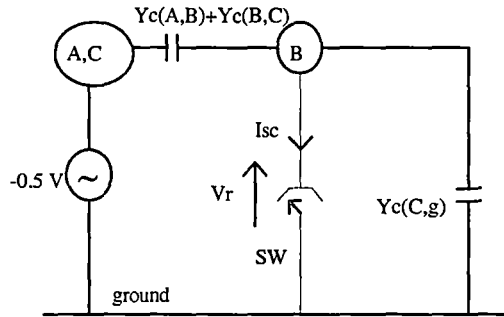 Yc(A,B)+Yc(B,C)
A,C
B
Isc
-0.5 V
~
Vr
Yc(C,g)
SW
ground